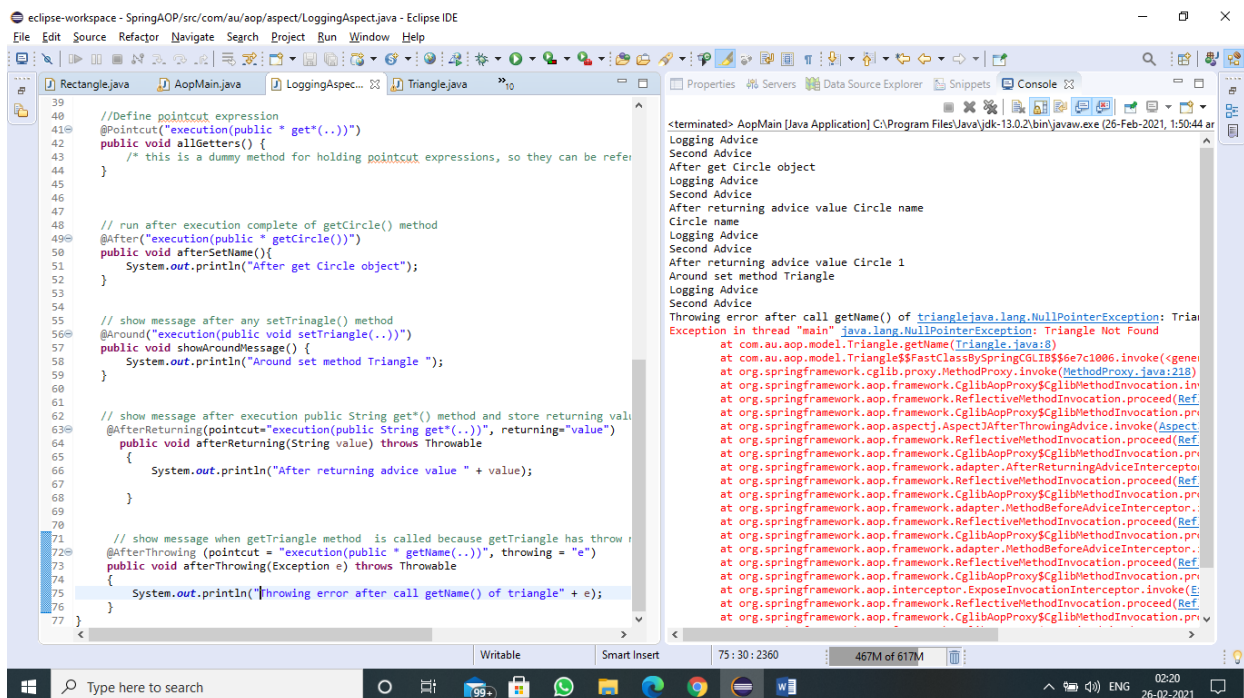 eclipse-workspace - SpringAOP/src/com/au/aop/aspect/LoggingAspect.java - Eclipse IDE
File Edit Source Refactor Navigate Search Project Run Window Help
Rectangle.java AopMain.java LoggingAspec... Triangle.java »10
39
40 //Define pointcut expression
41 @Pointcut("execution(public * get*(..))")
42 public void allGetters() {
43 /* this is a dummy method for holding pointcut expressions, so they can be refer
44 }
45
46
47
48 // run after execution complete of getCircle() method
49 @After("execution(public * getCircle())")
50 public void afterSetName(){
51 System.out.println("After get Circle object");
52 }
53
54
55 // show message after any setTrinagle() method
56 @Around("execution(public void setTriangle(..))")
57 public void showAroundMessage() {
58 System.out.println("Around set method Triangle ");
59 }
60
61
62 // show message after execution public String get*() method and store returning valu
63 @AfterReturning(pointcut="execution(public String get*(..))", returning="value")
64 public void afterReturning(String value) throws Throwable
65 {
66 System.out.println("After returning advice value " + value);
67
68 }
69
70
71 // show message when getTriangle method is called because getTriangle has throw
72 @AfterThrowing (pointcut = "execution(public * getName(..))", throwing = "e")
73 public void afterThrowing(Exception e) throws Throwable
74 {
75 System.out.println("Throwing error after call getName() of triangle" + e);
76 }
77 }
Properties Servers Data Source Explorer Snippets Console
<terminated> AopMain [Java Application] C:\Program Files\Java\jdk-13.0.2\bin\javaw.exe (26-Feb-2021, 1:50:44 ar
Logging Advice
Second Advice
After get Circle object
Logging Advice
Second Advice
After returning advice value Circle name
Circle name
Logging Advice
Second Advice
After returning advice value Circle 1
Around set method Triangle
Logging Advice
Second Advice
Throwing error after call getName() of trianglejava.lang.NullPointerException: Tria
Exception in thread "main" java.lang.NullPointerException: Triangle Not Found
at com.au.aop.model.Triangle.getName(Triangle.java:8)
at com.au.aop.model.Triangle$$FastClassBySpringCGLIB$$6e7c1006.invoke(<gene
at org.springframework.cglib.proxy.MethodProxy.invoke(MethodProxy.java:218)
at org.springframework.aop.framework.CglibAopProxy$CglibMethodInvocation.in
at org.springframework.aop.framework.ReflectiveMethodInvocation.proceed(Ref
at org.springframework.aop.framework.CglibAopProxy$CglibMethodInvocation.pr
at org.springframework.aop.aspectj.AspectJAfterThrowingAdvice.invoke(Aspect
at org.springframework.aop.framework.ReflectiveMethodInvocation.proceed(Ref
at org.springframework.aop.framework.CglibAopProxy$CglibMethodInvocation.pr
at org.springframework.aop.framework.adapter.AfterReturningAdviceIntercepto
at org.springframework.aop.framework.ReflectiveMethodInvocation.proceed(Ref
at org.springframework.aop.framework.CglibAopProxy$CglibMethodInvocation.pr
at org.springframework.aop.framework.adapter.MethodBeforeAdviceInterceptor.
at org.springframework.aop.framework.ReflectiveMethodInvocation.proceed(Ref
at org.springframework.aop.framework.CglibAopProxy$CglibMethodInvocation.pr
at org.springframework.aop.framework.adapter.MethodBeforeAdviceInterceptor.
at org.springframework.aop.framework.ReflectiveMethodInvocation.proceed(Ref
at org.springframework.aop.framework.CglibAopProxy$CglibMethodInvocation.pr
at org.springframework.aop.interceptor.ExposeInvocationInterceptor.invoke(E
at org.springframework.aop.framework.ReflectiveMethodInvocation.proceed(Ref
at org.springframework.aop.framework.CglibAopProxy$CglibMethodInvocation.pr
Writable Smart Insert 75 : 30 : 2360 467M of 617M
Type here to search 99+ ENG 02:20
26-02-2021